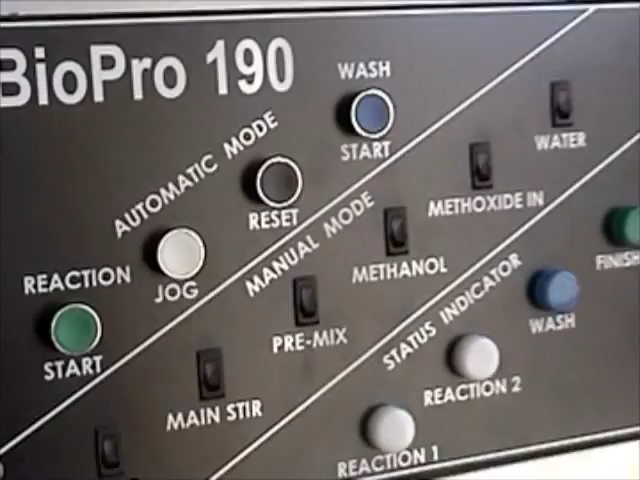 BioPro 190
WASH
START
AUTOMATIC MODE
RESET
JOG
REACTION
START
WATER
METHOXIDE IN
MANUAL MODE
METHANOL
PRE-MIX
MAIN STIR
STATUS INDICATOR
FINISH
WASH
REACTION 2
REACTION 1